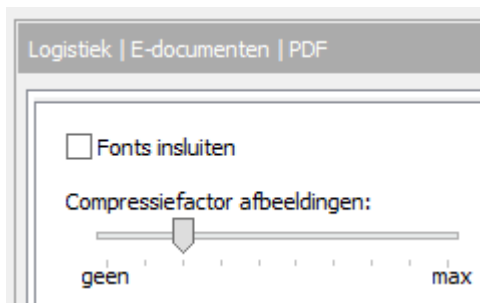 Logistiek | E-documenten | PDF
Fonts insluiten
Compressiefactor afbeeldingen:
geen max